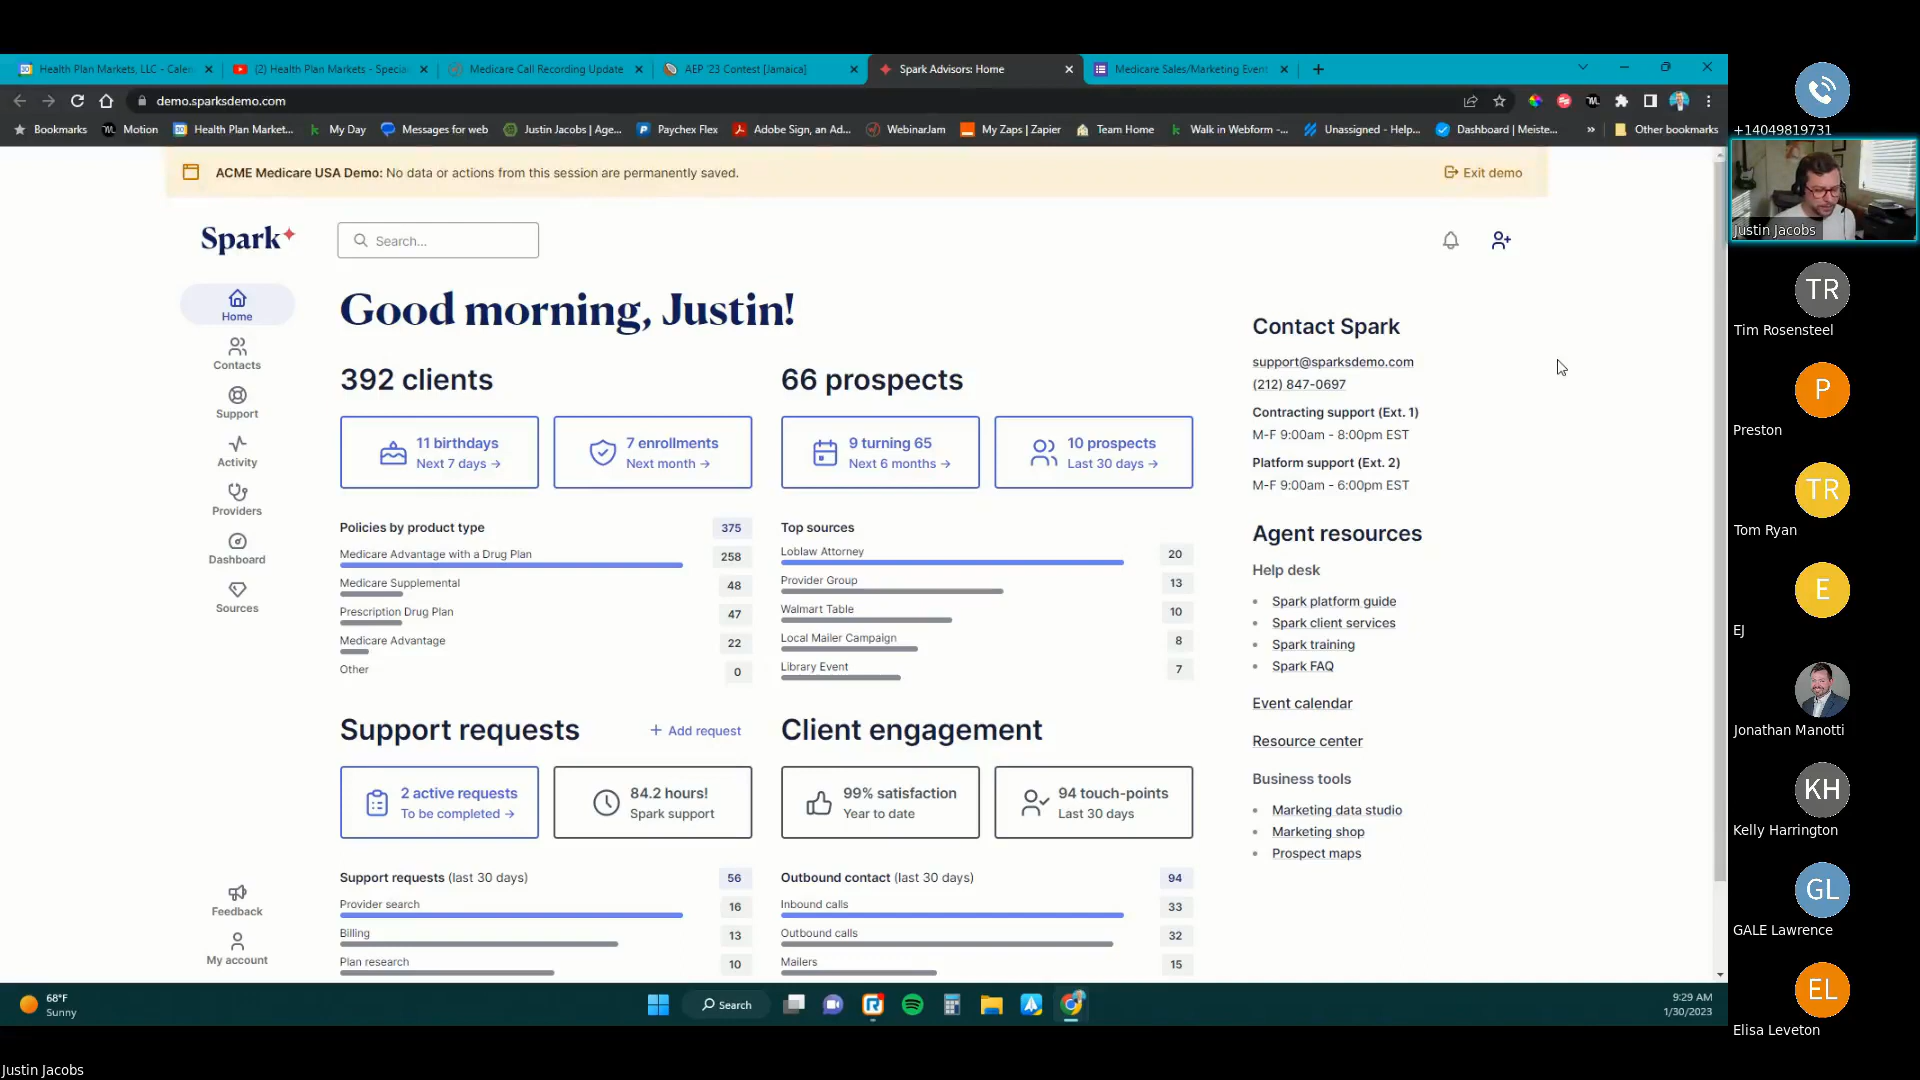 Health Plan Markets, LLC - Calen
(2) Health Plan Markets - Specia
Medicare Call Recording Update
AEP '23 Contest [Jamaica]
Spark Advisors: Home
Medicare Sales/Marketing Event
demo.sparksdemo.com
Bookmarks
Motion
Health Plan Market...
My Day
Messages for web
Justin Jacobs | Age...
Paychex Flex
Adobe Sign, an Ad...
WebinarJam
My Zaps | Zapier
Team Home
Walk in Webform -...
Unassigned - Help...
Dashboard | Meiste...
»
Other bookmarks
ACME Medicare USA Demo: No data or actions from this session are permanently saved.
Exit demo
Spark
Search...
Home
Contacts
Support
Activity
Providers
Dashboard
Sources
Feedback
My account
Good morning, Justin!
392 clients
11 birthdays
Next 7 days →
7 enrollments
Next month →
Policies by product type 375
Medicare Advantage with a Drug Plan 258
Medicare Supplemental 48
Prescription Drug Plan 47
Medicare Advantage 22
Other 0
66 prospects
9 turning 65
Next 6 months →
10 prospects
Last 30 days →
Top sources
Loblaw Attorney 20
Provider Group 13
Walmart Table 10
Local Mailer Campaign 8
Library Event 7
Support requests
+ Add request
2 active requests
To be completed →
84.2 hours!
Spark support
Support requests (last 30 days) 56
Provider search 16
Billing 13
Plan research 10
Client engagement
99% satisfaction
Year to date
94 touch-points
Last 30 days
Outbound contact (last 30 days) 94
Inbound calls 33
Outbound calls 32
Mailers 15
Contact Spark
support@sparksdemo.com
(212) 847-0697
Contracting support (Ext. 1)
M-F 9:00am - 8:00pm EST
Platform support (Ext. 2)
M-F 9:00am - 6:00pm EST
Agent resources
Help desk
• Spark platform guide
• Spark client services
• Spark training
• Spark FAQ
Event calendar
Resource center
Business tools
• Marketing data studio
• Marketing shop
• Prospect maps
68°F
Sunny
Search
9:29 AM
1/30/2023
+14049819731
Justin Jacobs
TR
Tim Rosensteel
P
Preston
TR
Tom Ryan
E
EJ
Jonathan Manotti
KH
Kelly Harrington
GL
GALE Lawrence
EL
Elisa Leveton
Justin Jacobs